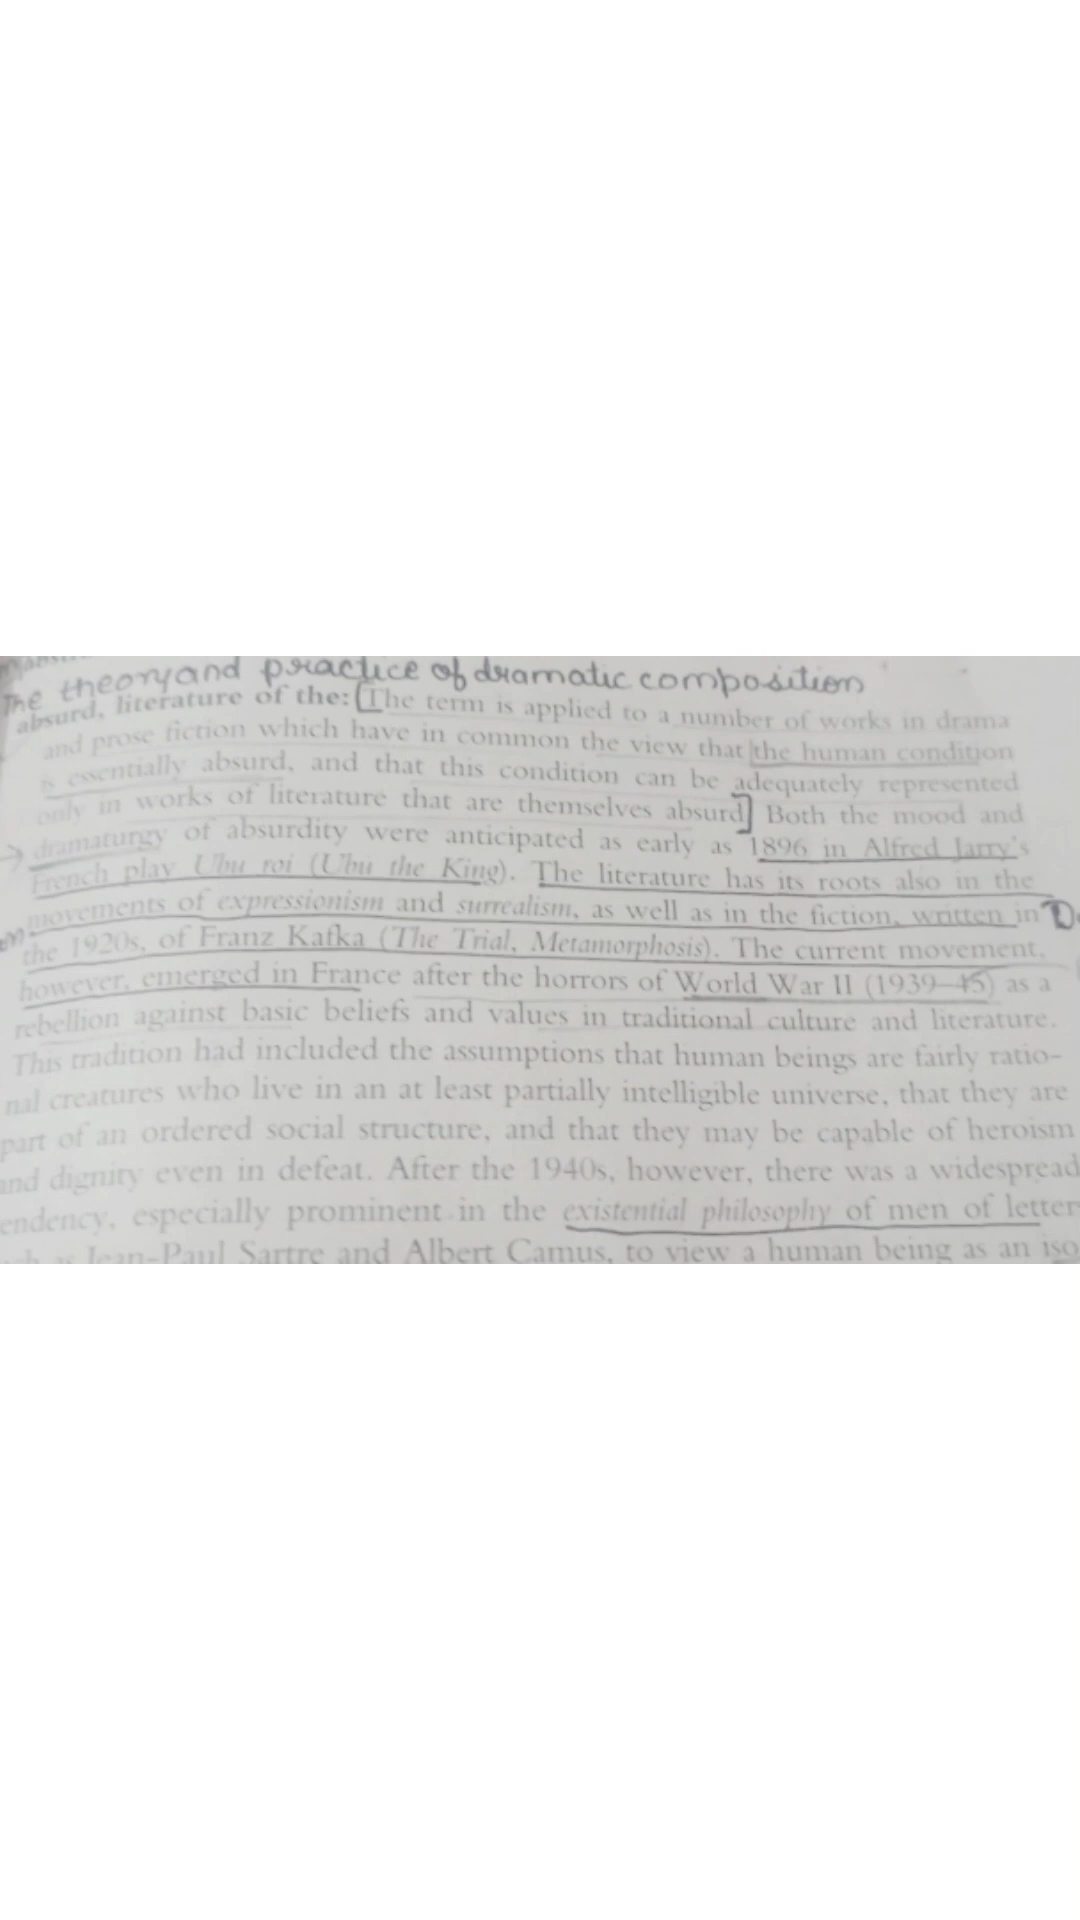 The theory and practice of dramatic composition
absurd, literature of the: [The term is applied to a number of works in drama
and prose fiction which have in common the view that [the human condition
is essentially absurd, and that this condition can be adequately represented
only in works of literature that are themselves absurd] Both the mood and
→ dramaturgy of absurdity were anticipated as early as 1896 in Alfred Jarry's
French play Ubu roi (Ubu the King). The literature has its roots also in the
movements of expressionism and surrealism, as well as in the fiction, written in
the 1920s, of Franz Kafka (The Trial, Metamorphosis). The current movement,
however, emerged in France after the horrors of World War II (1939–45) as a
rebellion against basic beliefs and values in traditional culture and literature.
This tradition had included the assumptions that human beings are fairly ratio-
nal creatures who live in an at least partially intelligible universe, that they are
part of an ordered social structure, and that they may be capable of heroism
and dignity even in defeat. After the 1940s, however, there was a widespread
endency, especially prominent in the existential philosophy of men of letter
Jean-Paul Sartre and Albert Camus, to view a human being as an iso